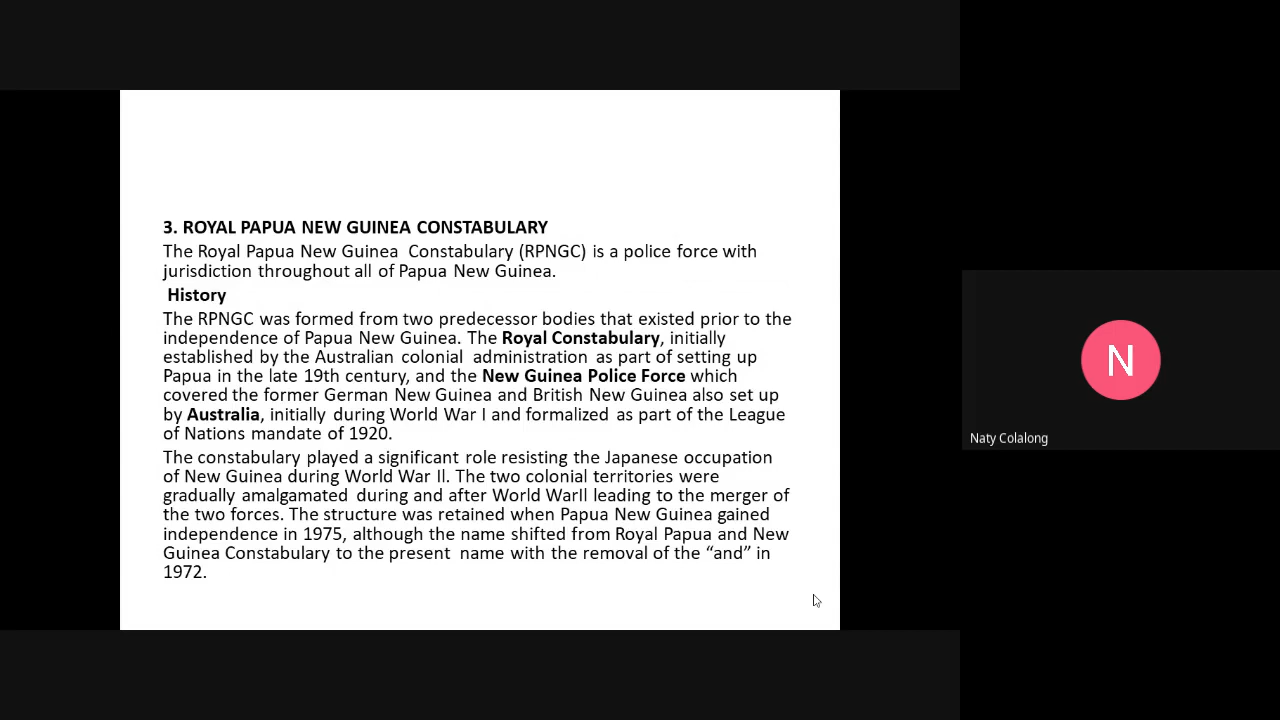 3. ROYAL PAPUA NEW GUINEA CONSTABULARY
The Royal Papua New Guinea Constabulary (RPNGC) is a police force with
jurisdiction throughout all of Papua New Guinea.
History
The RPNGC was formed from two predecessor bodies that existed prior to the
independence of Papua New Guinea. The Royal Constabulary, initially
established by the Australian colonial administration as part of setting up
Papua in the late 19th century, and the New Guinea Police Force which
covered the former German New Guinea and British New Guinea also set up
by Australia, initially during World War I and formalized as part of the League
of Nations mandate of 1920.
The constabulary played a significant role resisting the Japanese occupation
of New Guinea during World War II. The two colonial territories were
gradually amalgamated during and after World WarII leading to the merger of
the two forces. The structure was retained when Papua New Guinea gained
independence in 1975, although the name shifted from Royal Papua and New
Guinea Constabulary to the present name with the removal of the “and” in
1972.
N
Naty Colalong